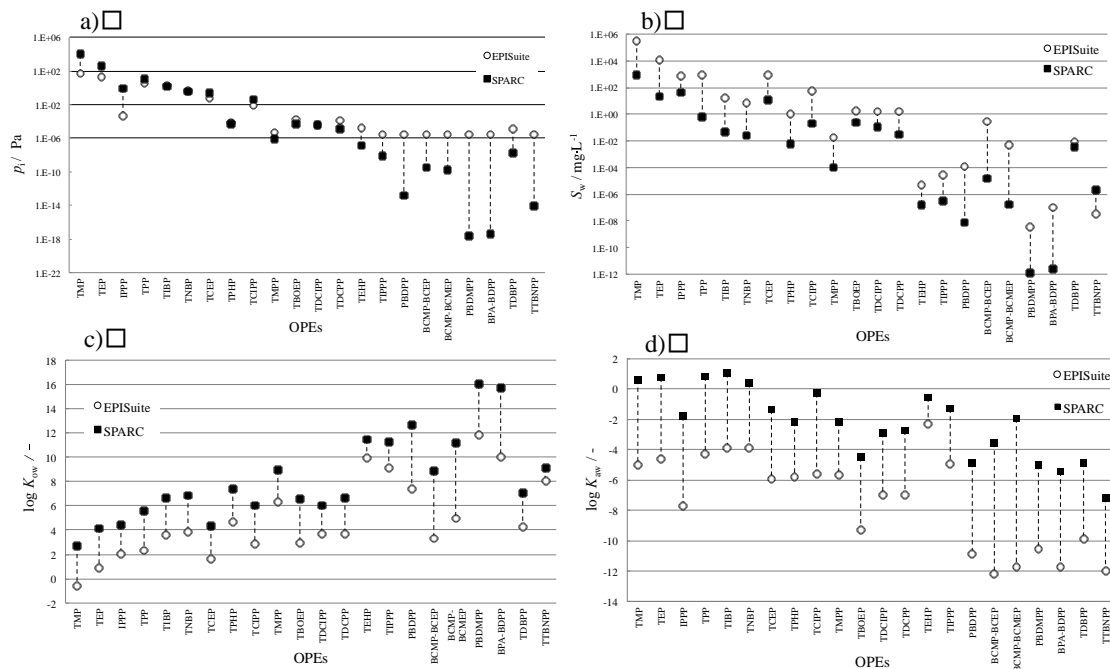 a)□
1.E+06
1.E+02
1.E-02
1.E-06
1.E-10
1.E-14
1.E-18
1.E-22
pi / Pa
EPISuite
SPARC
TMP
TEP
IPPP
TPP
TIBP
TNBP
TCEP
TPHP
TCIPP
TMPP
TBOEP
TDCIPP
TDCPP
TEHP
TIPPP
PBDPP
BCMP-BCEP
BCMP-BCMEP
PBDMPP
BPA-BDPP
TDBPP
TTBNPP
OPEs
b)□
1.E+06
1.E+04
1.E+02
1.E+00
1.E-02
1.E-04
1.E-06
1.E-08
1.E-10
1.E-12
Sw / mg·L-1
EPISuite
SPARC
TMP
TEP
IPPP
TPP
TIBP
TNBP
TCEP
TPHP
TCIPP
TMPP
TBOEP
TDCIPP
TDCPP
TEHP
TIPPP
PBDPP
BCMP-BCEP
BCMP-BCMEP
PBDMPP
BPA-BDPP
TDBPP
TTBNPP
OPEs
c)□
18
16
14
12
10
8
6
4
2
0
-2
log Kow / –
EPISuite
SPARC
TMP
TEP
IPPP
TPP
TIBP
TNBP
TCEP
TPHP
TCIPP
TMPP
TBOEP
TDCIPP
TDCPP
TEHP
TIPPP
PBDPP
BCMP-BCEP
BCMP-
BCMEP
PBDMPP
BPA-BDPP
TDBPP
TTBNPP
OPEs
d)□
2
0
-2
-4
-6
-8
-10
-12
-14
log Kaw / -
EPISuite
SPARC
TMP
TEP
IPPP
TPP
TIBP
TNBP
TCEP
TPHP
TCIPP
TMPP
TBOEP
TDCIPP
TDCPP
TEHP
TIPPP
PBDPP
BCMP-BCEP
BCMP-BCMEP
PBDMPP
BPA-BDPP
TDBPP
TTBNPP
OPEs